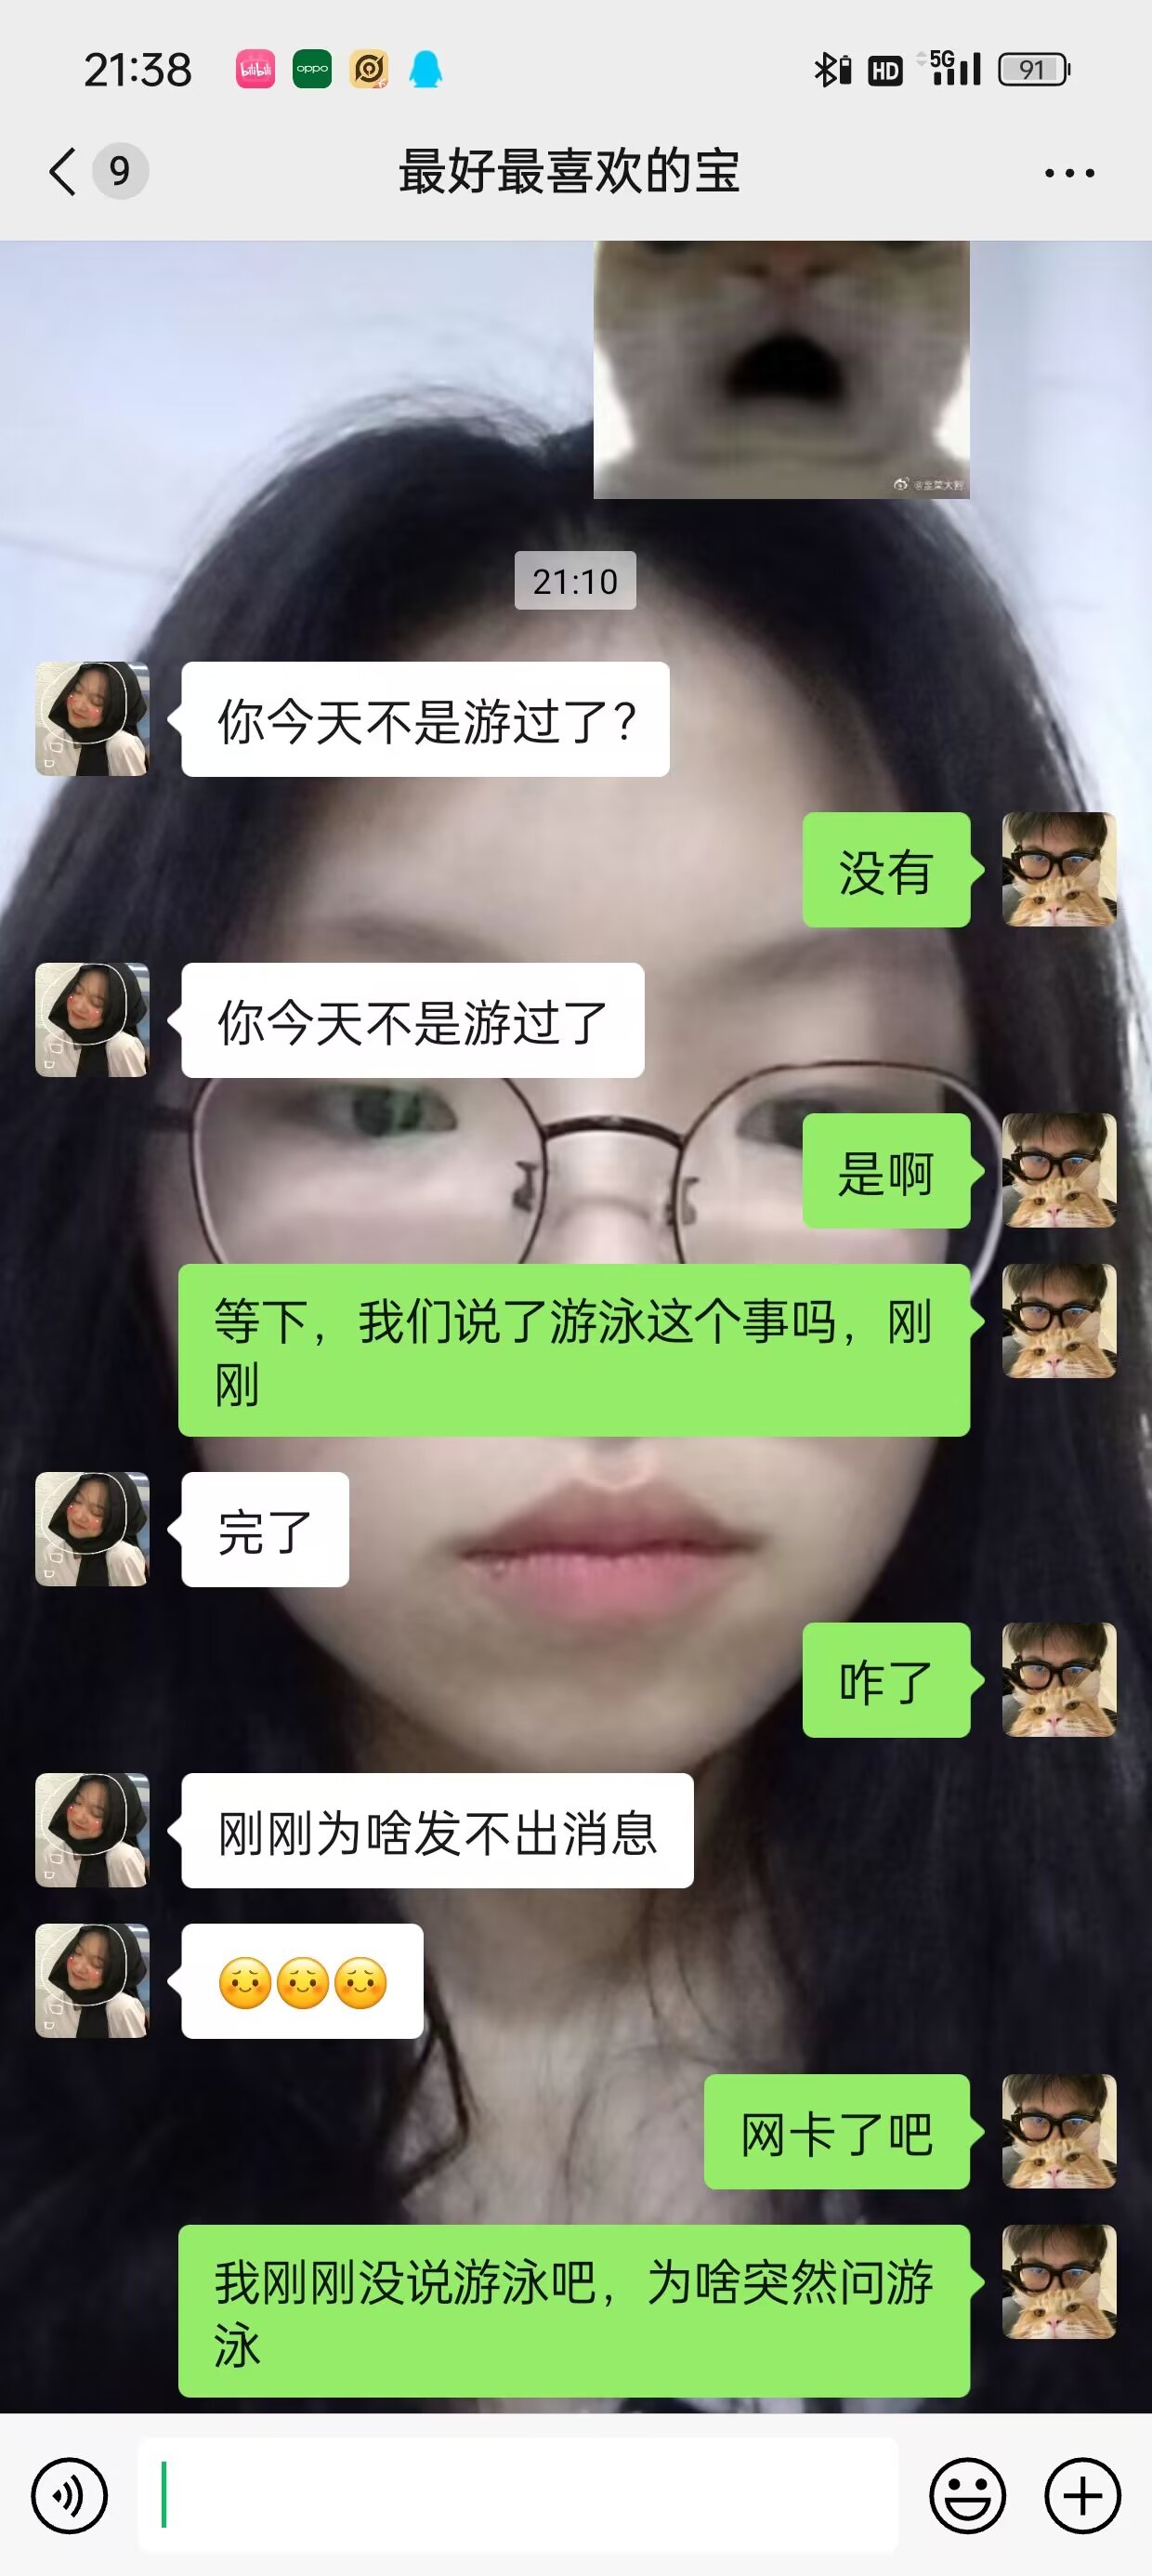 21:38
bilibili
oppo
HD
5G
91
9
最好最喜欢的宝
21:10
你今天不是游过了?
没有
你今天不是游过了
是啊
等下，我们说了游泳这个事吗，刚
刚
完了
咋了
刚刚为啥发不出消息
网卡了吧
我刚刚没说游泳吧，为啥突然问游
泳